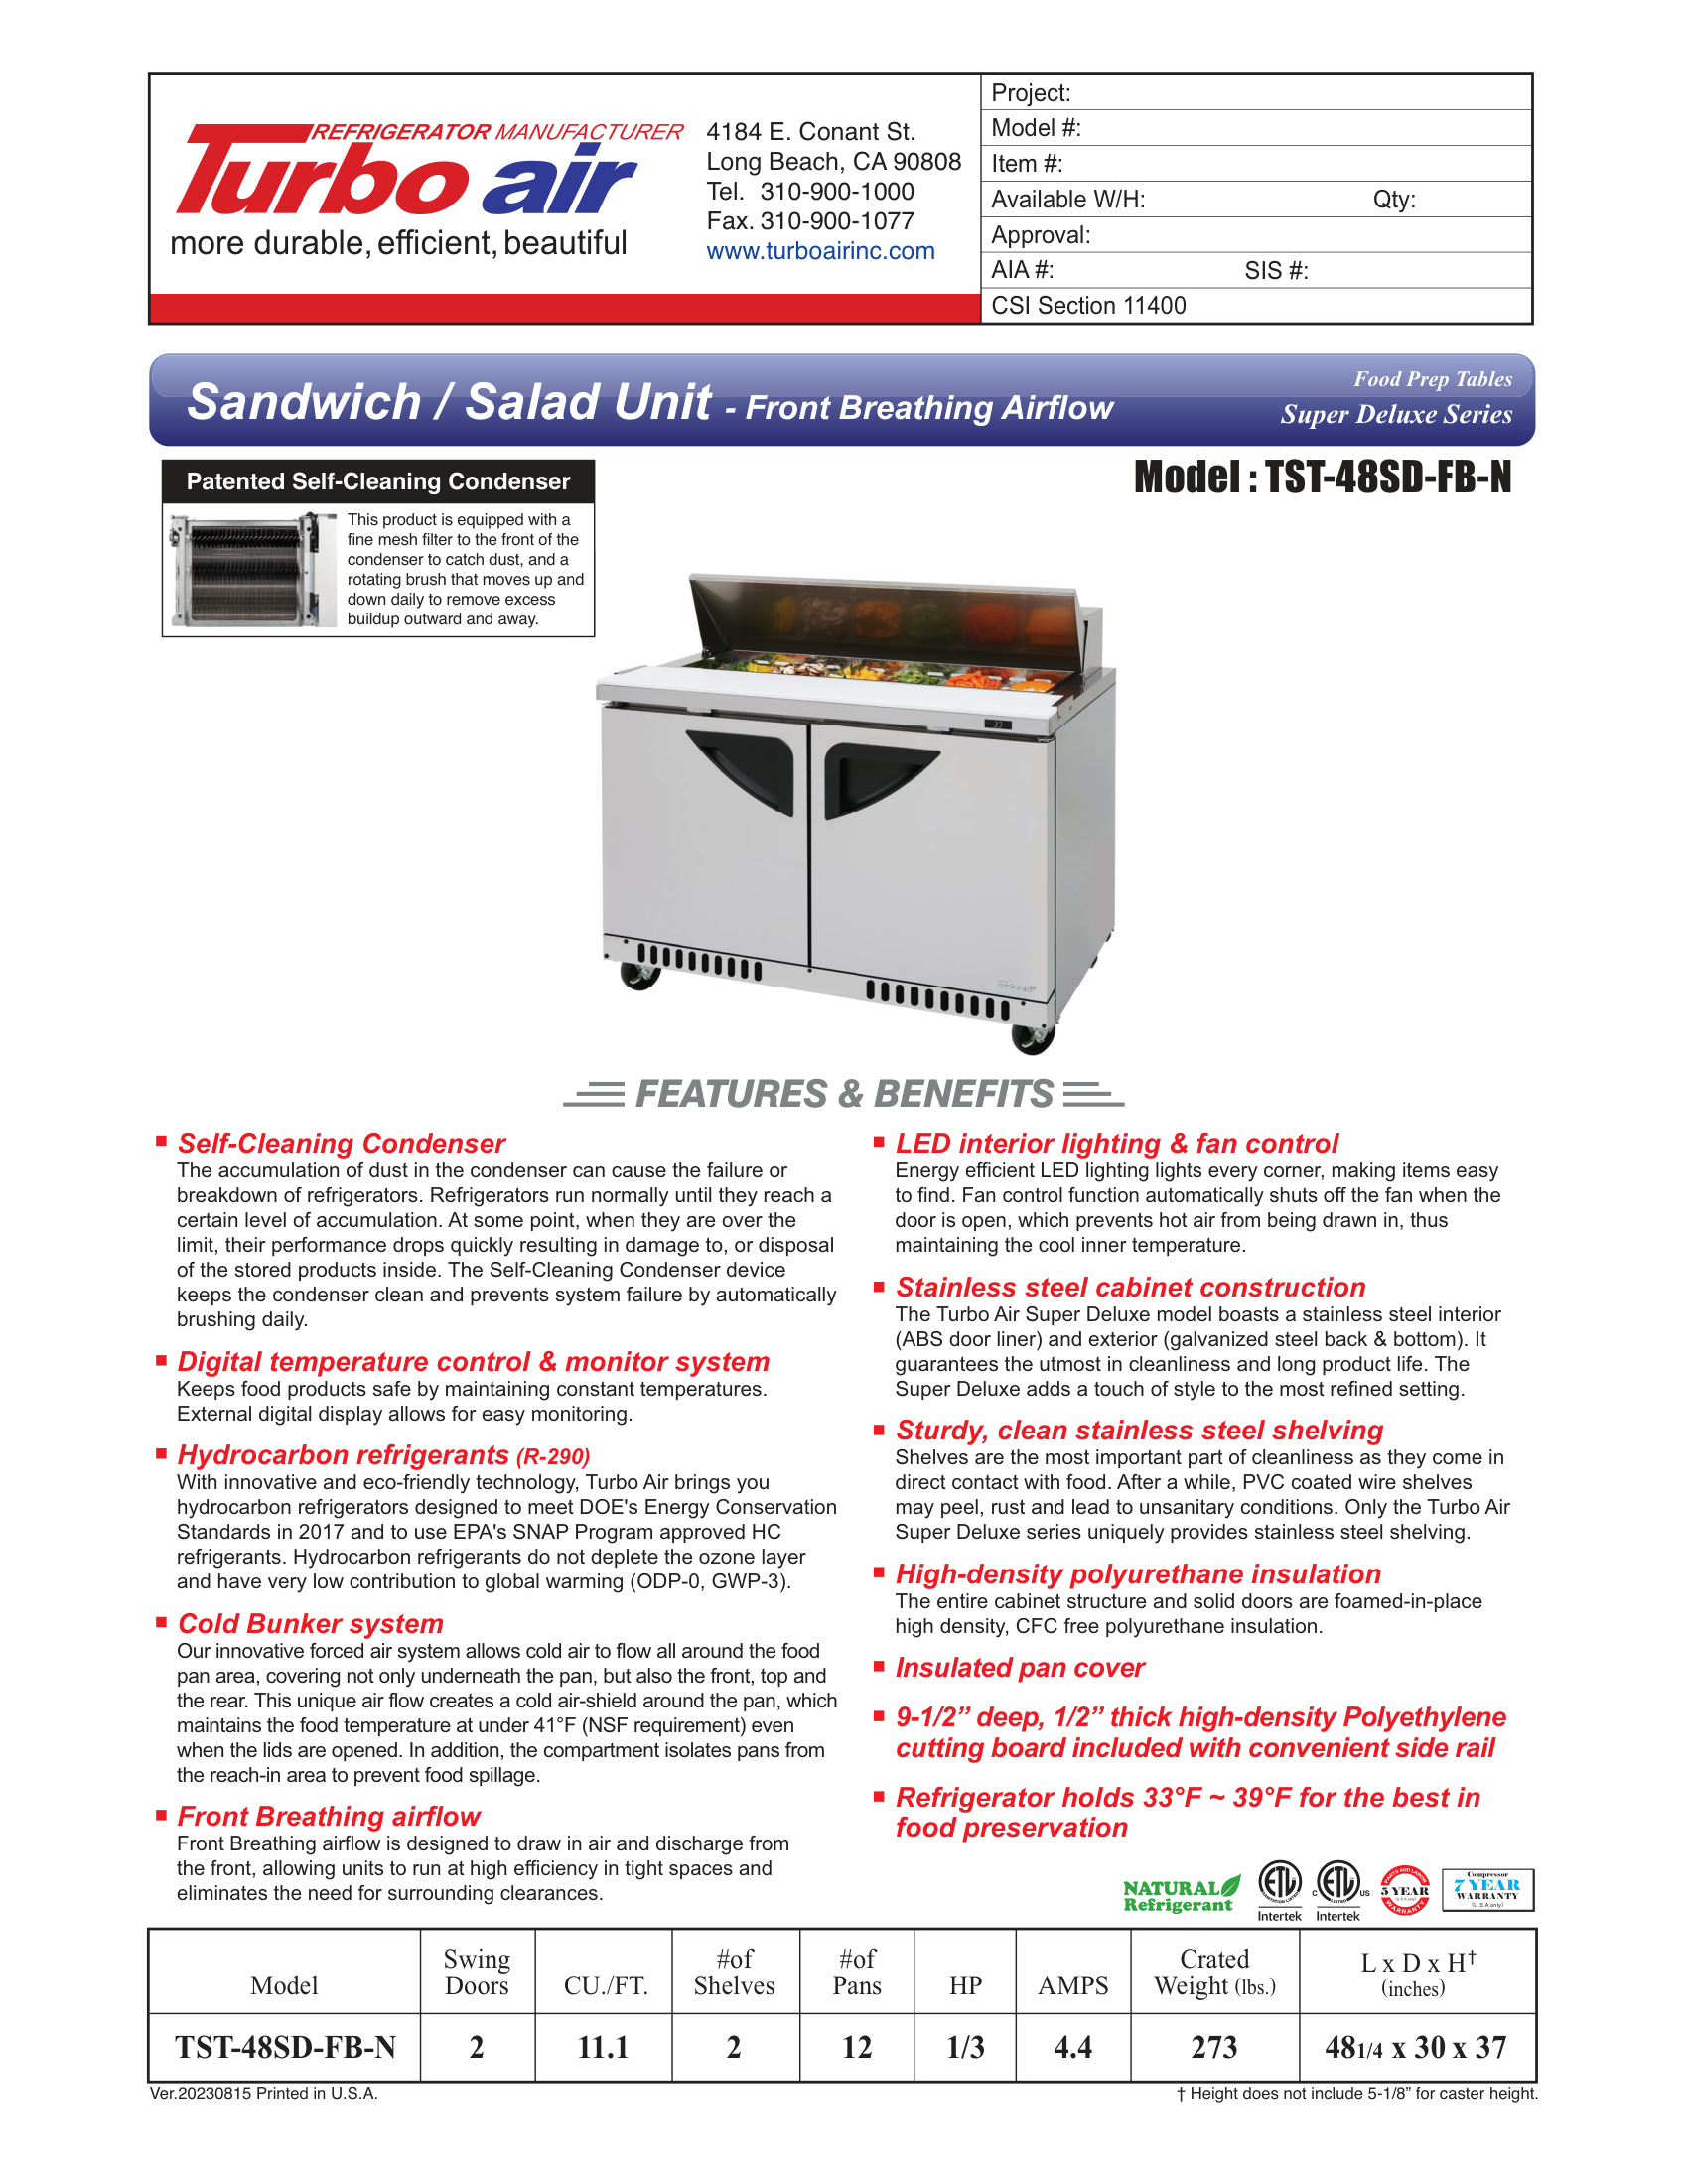 REFRIGERATOR MANUFACTURER
Turbo air
more durable, efficient, beautiful
4184 E. Conant St.
Long Beach, CA 90808
Tel. 310-900-1000
Fax. 310-900-1077
www.turboairinc.com
Project:
Model #:
Item #:
Available W/H: Qty:
Approval:
AIA #: SIS #:
CSI Section 11400
Sandwich / Salad Unit - Front Breathing Airflow
Food Prep Tables
Super Deluxe Series
Patented Self-Cleaning Condenser
This product is equipped with a
fine mesh filter to the front of the
condenser to catch dust, and a
rotating brush that moves up and
down daily to remove excess
buildup outward and away.
Model : TST-48SD-FB-N
FEATURES & BENEFITS
▪ Self-Cleaning Condenser
The accumulation of dust in the condenser can cause the failure or
breakdown of refrigerators. Refrigerators run normally until they reach a
certain level of accumulation. At some point, when they are over the
limit, their performance drops quickly resulting in damage to, or disposal
of the stored products inside. The Self-Cleaning Condenser device
keeps the condenser clean and prevents system failure by automatically
brushing daily.
▪ Digital temperature control & monitor system
Keeps food products safe by maintaining constant temperatures.
External digital display allows for easy monitoring.
▪ Hydrocarbon refrigerants (R-290)
With innovative and eco-friendly technology, Turbo Air brings you
hydrocarbon refrigerators designed to meet DOE's Energy Conservation
Standards in 2017 and to use EPA's SNAP Program approved HC
refrigerants. Hydrocarbon refrigerants do not deplete the ozone layer
and have very low contribution to global warming (ODP-0, GWP-3).
▪ Cold Bunker system
Our innovative forced air system allows cold air to flow all around the food
pan area, covering not only underneath the pan, but also the front, top and
the rear. This unique air flow creates a cold air-shield around the pan, which
maintains the food temperature at under 41°F (NSF requirement) even
when the lids are opened. In addition, the compartment isolates pans from
the reach-in area to prevent food spillage.
▪ Front Breathing airflow
Front Breathing airflow is designed to draw in air and discharge from
the front, allowing units to run at high efficiency in tight spaces and
eliminates the need for surrounding clearances.
▪ LED interior lighting & fan control
Energy efficient LED lighting lights every corner, making items easy
to find. Fan control function automatically shuts off the fan when the
door is open, which prevents hot air from being drawn in, thus
maintaining the cool inner temperature.
▪ Stainless steel cabinet construction
The Turbo Air Super Deluxe model boasts a stainless steel interior
(ABS door liner) and exterior (galvanized steel back & bottom). It
guarantees the utmost in cleanliness and long product life. The
Super Deluxe adds a touch of style to the most refined setting.
▪ Sturdy, clean stainless steel shelving
Shelves are the most important part of cleanliness as they come in
direct contact with food. After a while, PVC coated wire shelves
may peel, rust and lead to unsanitary conditions. Only the Turbo Air
Super Deluxe series uniquely provides stainless steel shelving.
▪ High-density polyurethane insulation
The entire cabinet structure and solid doors are foamed-in-place
high density, CFC free polyurethane insulation.
▪ Insulated pan cover
▪ 9-1/2” deep, 1/2” thick high-density Polyethylene
cutting board included with convenient side rail
▪ Refrigerator holds 33°F ~ 39°F for the best in
food preservation
NATURAL
Refrigerant
ETL
Intertek
C ETL US
Intertek
PARTS AND LABOR
5 YEAR
WARRANTY
Compressor
7 YEAR
WARRANTY
(U.S.A only)
Model Swing Doors CU./FT. #of Shelves #of Pans HP AMPS Crated Weight (lbs.) L x D x H† (inches)
TST-48SD-FB-N 2 11.1 2 12 1/3 4.4 273 481/4 x 30 x 37
Ver.20230815 Printed in U.S.A.
† Height does not include 5-1/8” for caster height.